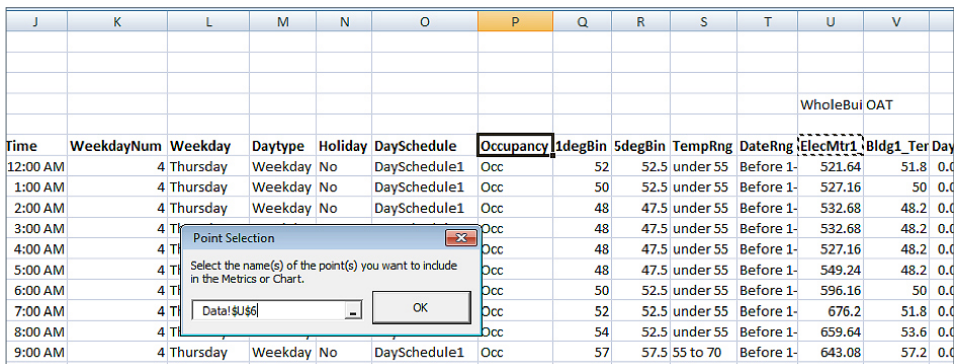 J K L M N O P Q R S T U V
WholeBui OAT
Time WeekdayNum Weekday Daytype Holiday DaySchedule Occupancy 1degBin 5degBin TempRng DateRng ElecMtr1 Bldg1_Ter Day
12:00 AM 4 Thursday Weekday No DaySchedule1 Occ 52 52.5 under 55 Before 1- 521.64 51.8 0.0
1:00 AM 4 Thursday Weekday No DaySchedule1 Occ 50 52.5 under 55 Before 1- 527.16 50 0.0
2:00 AM 4 Thursday Weekday No DaySchedule1 Occ 48 47.5 under 55 Before 1- 532.68 48.2 0.0
3:00 AM 4 Th Occ 48 47.5 under 55 Before 1- 532.68 48.2 0.0
4:00 AM 4 Th Occ 48 47.5 under 55 Before 1- 527.16 48.2 0.0
5:00 AM 4 Th Occ 48 47.5 under 55 Before 1- 549.24 48.2 0.0
6:00 AM 4 Th Occ 50 52.5 under 55 Before 1- 596.16 50 0.0
7:00 AM 4 Th Occ 52 52.5 under 55 Before 1- 676.2 51.8 0.0
8:00 AM 4 Th Occ 54 52.5 under 55 Before 1- 659.64 53.6 0.0
9:00 AM 4 Thursday Weekday No DaySchedule1 Occ 57 57.5 55 to 70 Before 1- 643.08 57.2 0.0
Point Selection
Select the name(s) of the point(s) you want to include
in the Metrics or Chart.
Data!$U$6
OK